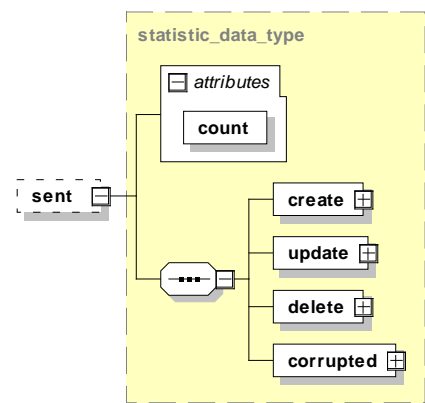 statistic_data_type
attributes
count
sent
create
update
delete
corrupted